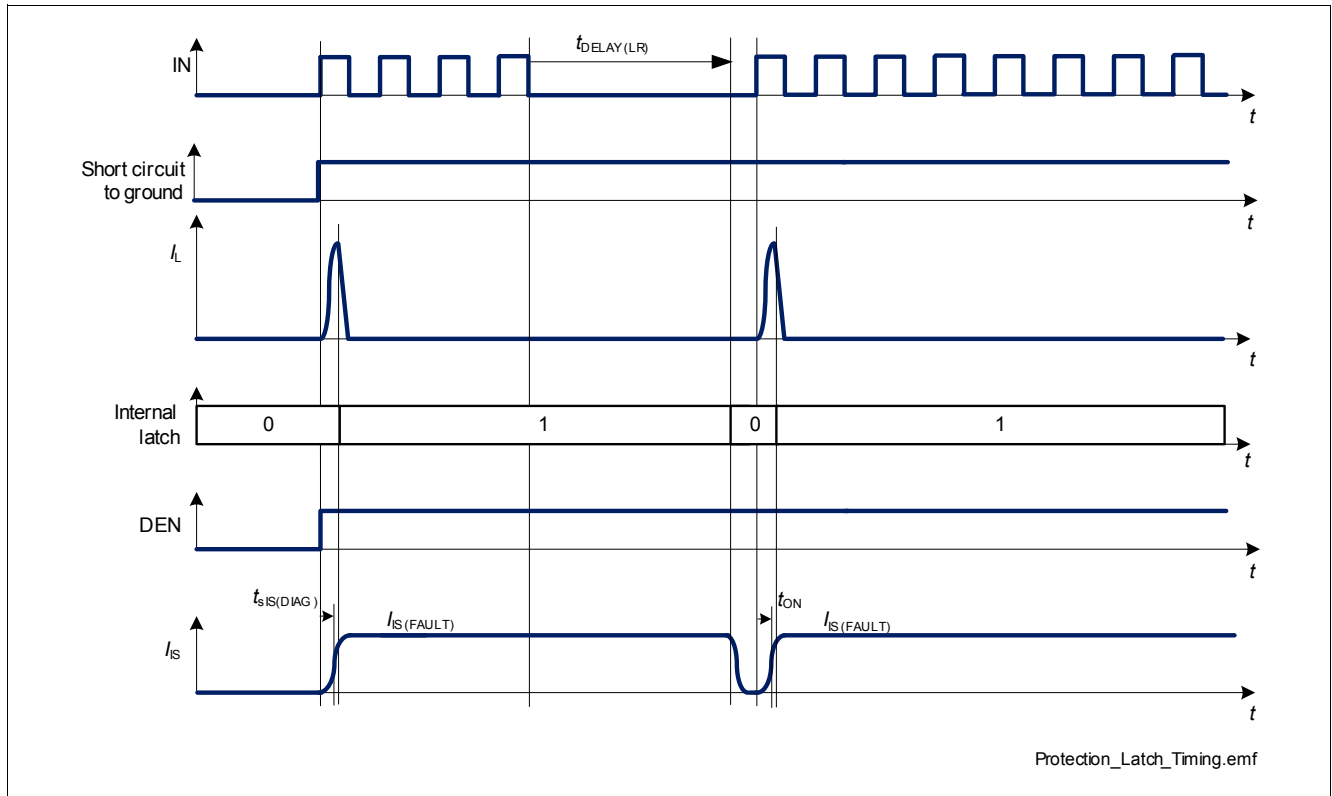 tDELAY(LR)
IN
t
Short circuit
to ground
t
IL
t
Internal
latch
0
1
0
1
t
DEN
t
tsIS(DIAG)
IIS(FAULT)
tON
IIS(FAULT)
IIS
t
Protection_Latch_Timing.emf